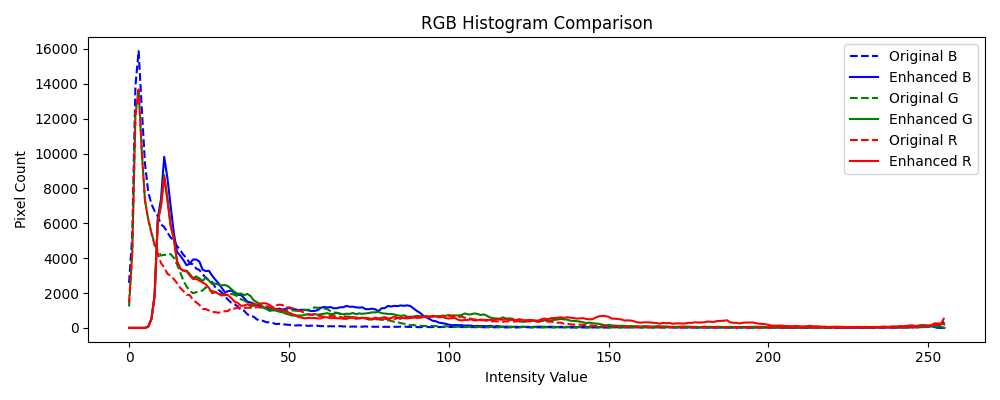 RGB Histogram Comparison
Pixel Count
16000
14000
12000
10000
8000
6000
4000
2000
0
Original B
Enhanced B
Original G
Enhanced G
Original R
Enhanced R
0 50 100 150 200 250
Intensity Value